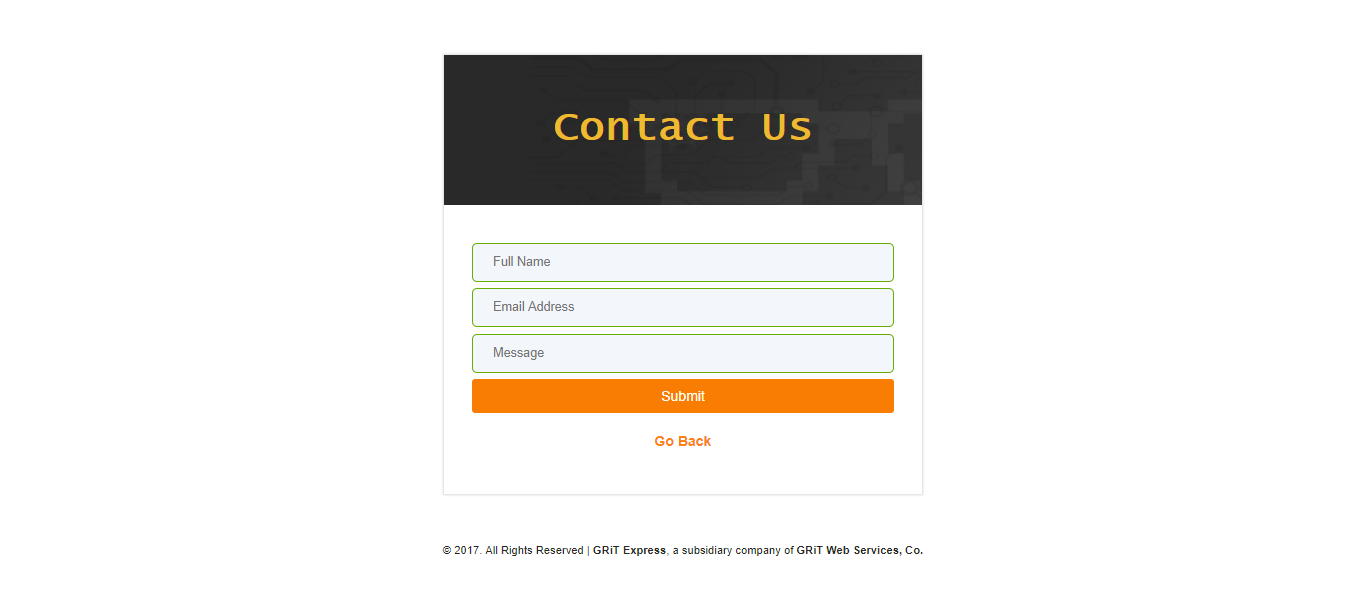 Contact Us
Full Name
Email Address
Message
Submit
Go Back
© 2017. All Rights Reserved | GRiT Express, a subsidiary company of GRiT Web Services, Co.